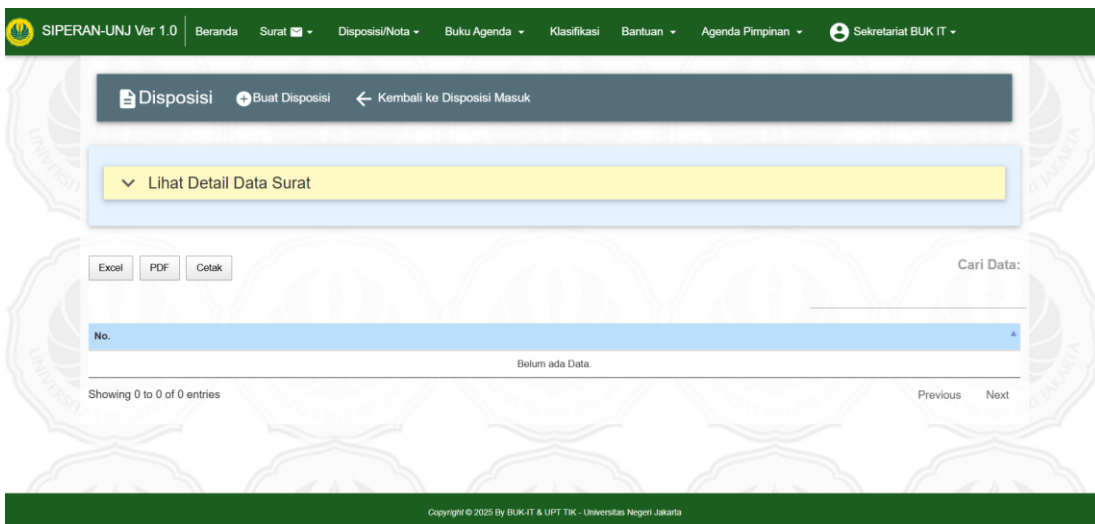 SIPERAN-UNJ Ver 1.0 Beranda Surat Disposisi/Nota Buku Agenda Klasifikasi Bantuan Agenda Pimpinan Sekretariat BUK IT
Disposisi Buat Disposisi Kembali ke Disposisi Masuk
Lihat Detail Data Surat
Excel PDF Cetak Cari Data:
No.
Belum ada Data.
Showing 0 to 0 of 0 entries Previous Next
Copyright © 2025 By BUK-IT & UPT TIK - Universitas Negeri Jakarta